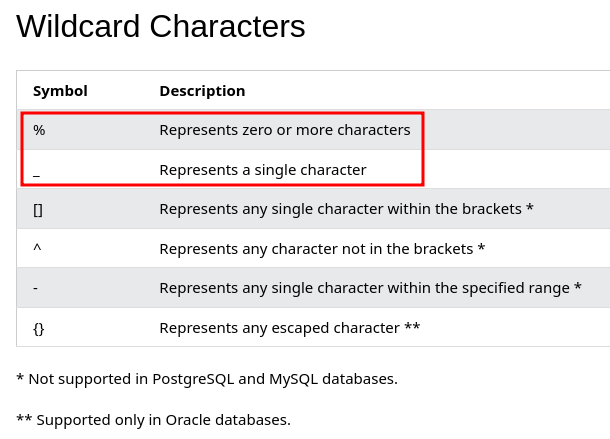 Wildcard Characters
Symbol Description
% Represents zero or more characters
_ Represents a single character
[] Represents any single character within the brackets *
^ Represents any character not in the brackets *
- Represents any single character within the specified range *
{} Represents any escaped character **
* Not supported in PostgreSQL and MySQL databases.
** Supported only in Oracle databases.